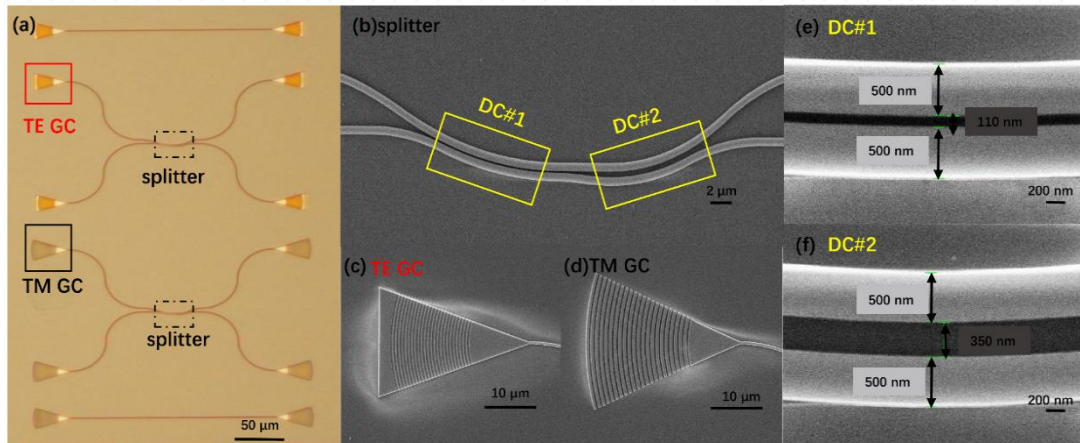 (a)
TE GC
splitter
TM GC
splitter
50 μm
(b)splitter
DC#1
DC#2
2 μm
(c)
TE GC
10 μm
(d)TM GC
10 μm
(e) DC#1
500 nm
110 nm
500 nm
200 nm
(f) DC#2
500 nm
350 nm
500 nm
200 nm